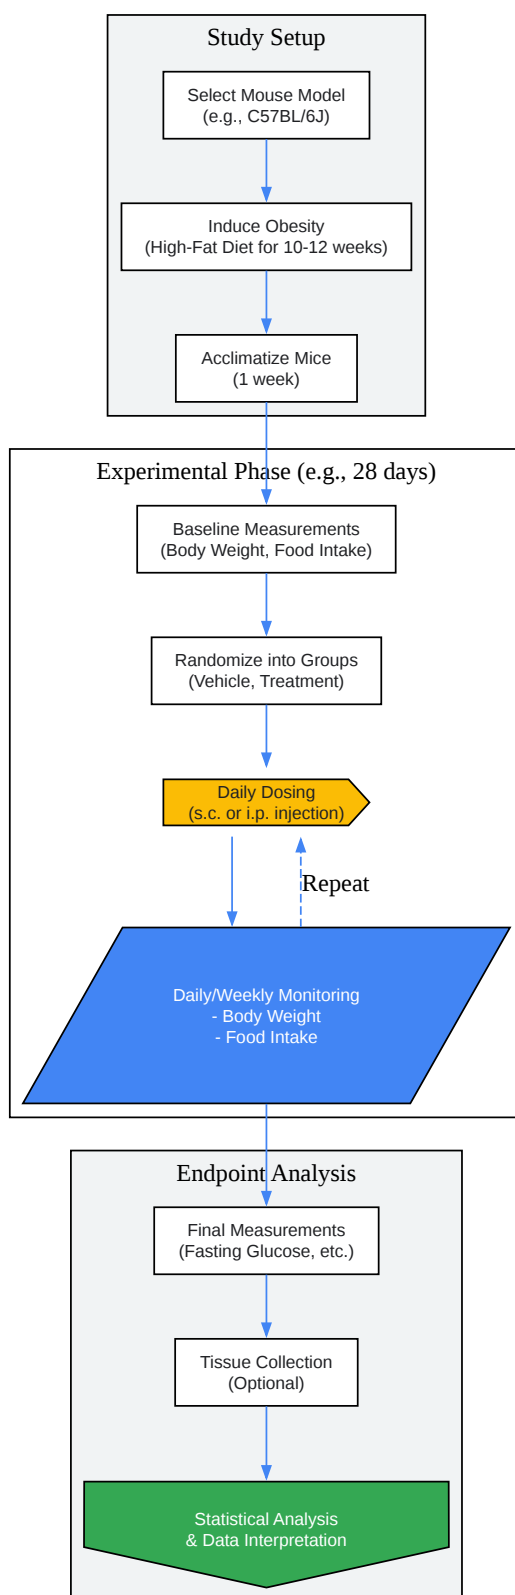 Study Setup
Select Mouse Model
(e.g., C57BL/6J)
Induce Obesity
(High-Fat Diet for 10-12 weeks)
Acclimatize Mice
(1 week)
Experimental Phase (e.g., 28 days)
Baseline Measurements
(Body Weight, Food Intake)
Randomize into Groups
(Vehicle, Treatment)
Daily Dosing
(s.c. or i.p. injection)
Repeat
Daily/Weekly Monitoring
- Body Weight
- Food Intake
Endpoint Analysis
Final Measurements
(Fasting Glucose, etc.)
Tissue Collection
(Optional)
Statistical Analysis
& Data Interpretation